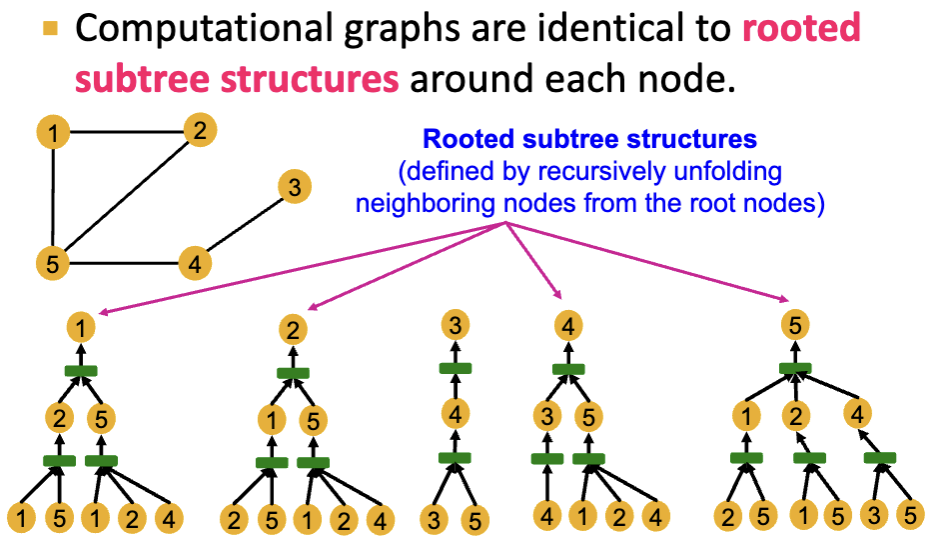 Computational graphs are identical to rooted
subtree structures around each node.
1 2
Rooted subtree structures
(defined by recursively unfolding
neighboring nodes from the root nodes)
3
5 4
1 2 3 4 5
2 5 1 5 4 3 5 1 2 4
1 5 1 2 4 2 5 1 2 4 3 5 4 1 2 4 2 5 1 5 3 5